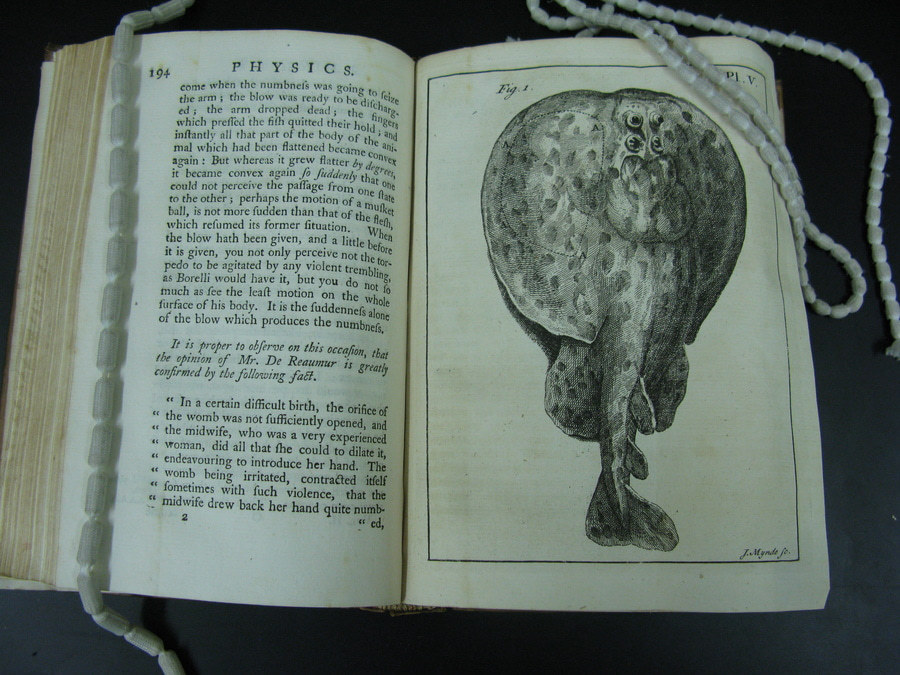 194
PHYSICS.
come when the numbneſs was going to ſeize
the arm; the blow was ready to be diſcharg-
ed; the arm dropped dead; the fingers
which preſſed the fiſh quitted their hold; and
inſtantly all that part of the body of the ani-
mal which had been flattened became convex
again: But whereas it grew flatter by degrees,
it became convex again ſo ſuddenly that one
could not perceive the paſſage from one ſtate
to the other; perhaps the motion of a muſket
ball, is not more ſudden than that of the fleſh,
which reſumed its former ſituation. When
the blow hath been given, and a little before
it is given, you not only perceive not the tor-
pedo to be agitated by any violent trembling,
as Borelli would have it, but you do not ſo
much as ſee the leaſt motion on the whole
ſurface of his body. It is the ſuddenneſs alone
of the blow which produces the numbneſs.
It is proper to obſerve on this occaſion, that
the opinion of Mr. De Reaumur is greatly
confirmed by the following fact.
“ In a certain difficult birth, the orifice of
“ the womb was not ſufficiently opened, and
“ the midwife, who was a very experienced
“ woman, did all that ſhe could to dilate it,
“ endeavouring to introduce her hand. The
“ womb being irritated, contracted itſelf
“ ſometimes with ſuch violence, that the
“ midwife drew back her hand quite numb-
2
“ ed,
Fig. 1.
Pl. V.
A
A
A
A
J. Mynde ſc.